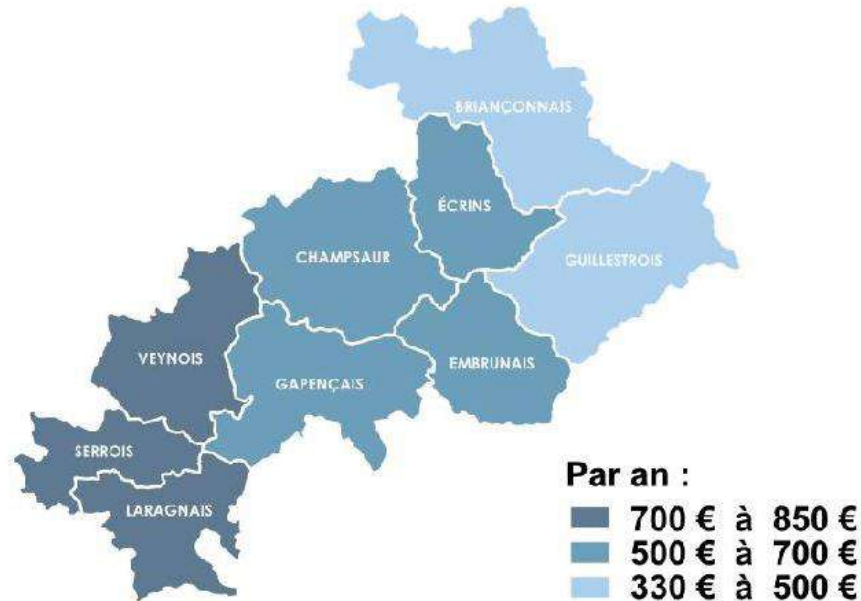 BRIANÇONNAIS
ÉCRINS
CHAMPSAUR
GUILLESTROIS
VEYNOIS
EMBRUNAIS
GAPENÇAIS
SERROIS
LARAGNAIS
Par an :
700 € à 850 €
500 € à 700 €
330 € à 500 €